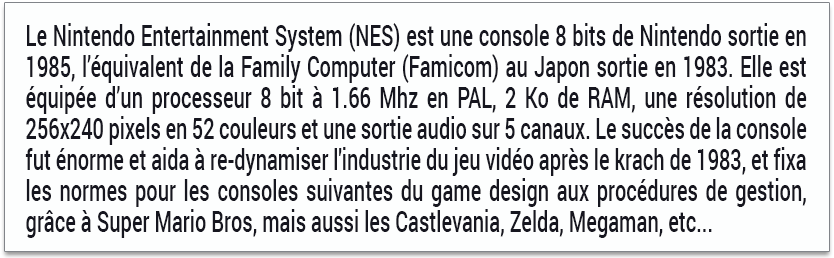 Le Nintendo Entertainment System (NES) est une console 8 bits de Nintendo sortie en
1985, l'équivalent de la Family Computer (Famicom) au Japon sortie en 1983. Elle est
équipée d'un processeur 8 bit à 1.66 Mhz en PAL, 2 Ko de RAM, une résolution de
256x240 pixels en 52 couleurs et une sortie audio sur 5 canaux. Le succès de la console
fut énorme et aida à re-dynamiser l'industrie du jeu vidéo après le krach de 1983, et fixa
les normes pour les consoles suivantes du game design aux procédures de gestion,
grâce à Super Mario Bros, mais aussi les Castlevania, Zelda, Megaman, etc...